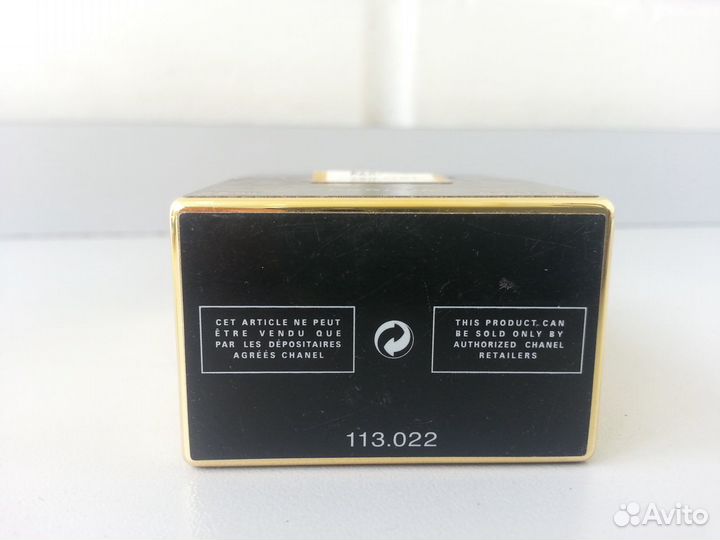 CET ARTICLE NE PEUT
ÊTRE VENDU QUE
PAR LES DÉPOSITAIRES
AGRÉÉS CHANEL
THIS PRODUCT CAN
BE SOLD ONLY BY
AUTHORIZED CHANEL
RETAILERS
113.022
Avito